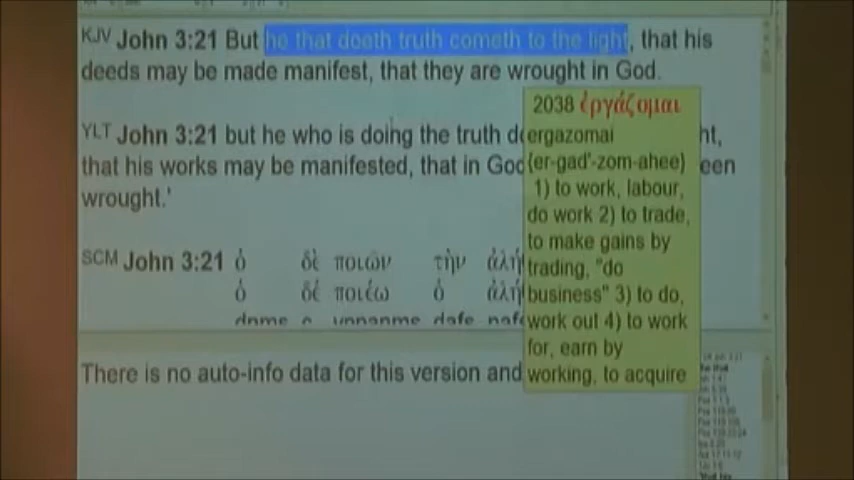 KJV John 3:21 But he that doeth truth cometh to the light, that his
deeds may be made manifest, that they are wrought in God.
YLT John 3:21 but he who is doing the truth
ht,
that his works may be manifested, that in God
een
wrought.'
SCM John 3:21 ὁ δὲ ποιῶν τὴν ἀλή
ὁ δέ ποιέω ὁ ἀλή
There is no auto-info data for this version and
2038 ἐργάζομαι
ergazomai
(er-gad'-zom-ahee)
1) to work, labour,
do work 2) to trade,
to make gains by
trading, "do
business" 3) to do,
work out 4) to work
for, earn by
working, to acquire